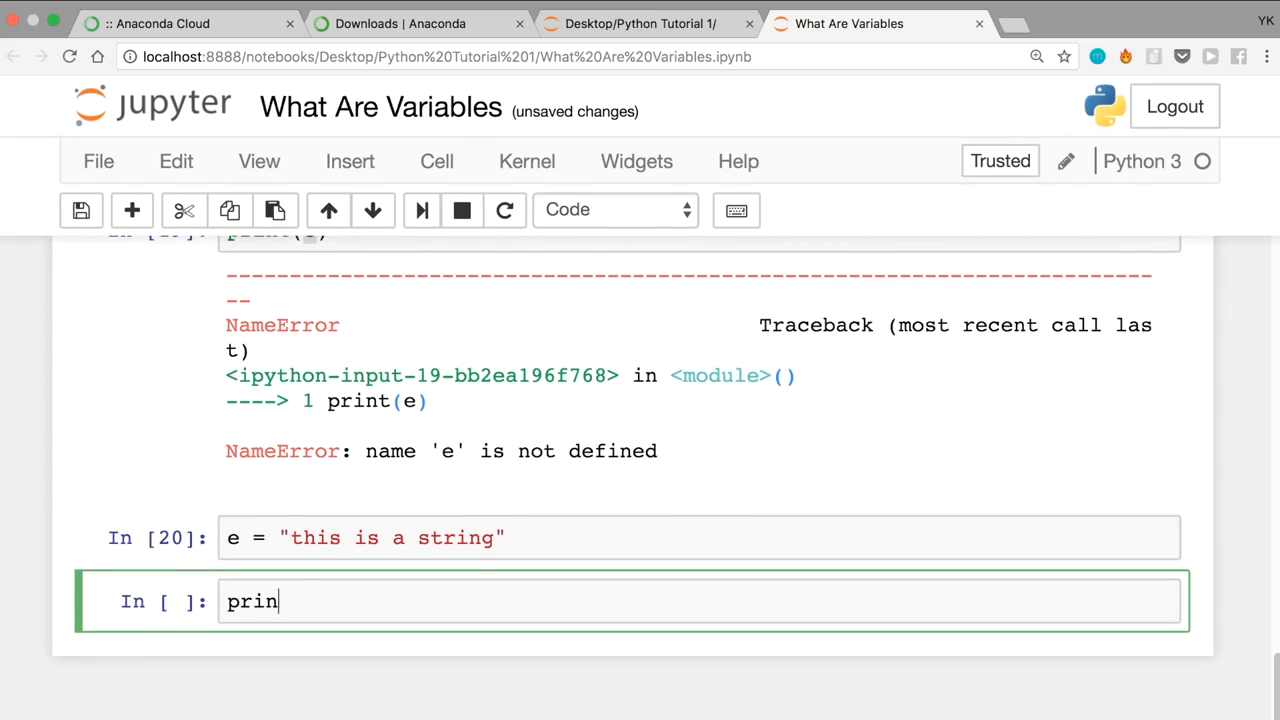 :: Anaconda Cloud
Downloads | Anaconda
Desktop/Python Tutorial 1/
What Are Variables
YK
localhost:8888/notebooks/Desktop/Python%20Tutorial%201/What%20Are%20Variables.ipynb
jupyter What Are Variables (unsaved changes)
Logout
File Edit View Insert Cell Kernel Widgets Help
Trusted
Python 3
Code
---------------------------------------------------------------------------
--
NameError Traceback (most recent call las
t)
<ipython-input-19-bb2ea196f768> in <module>()
----> 1 print(e)
NameError: name 'e' is not defined
In [20]: e = "this is a string"
In [ ]: prin